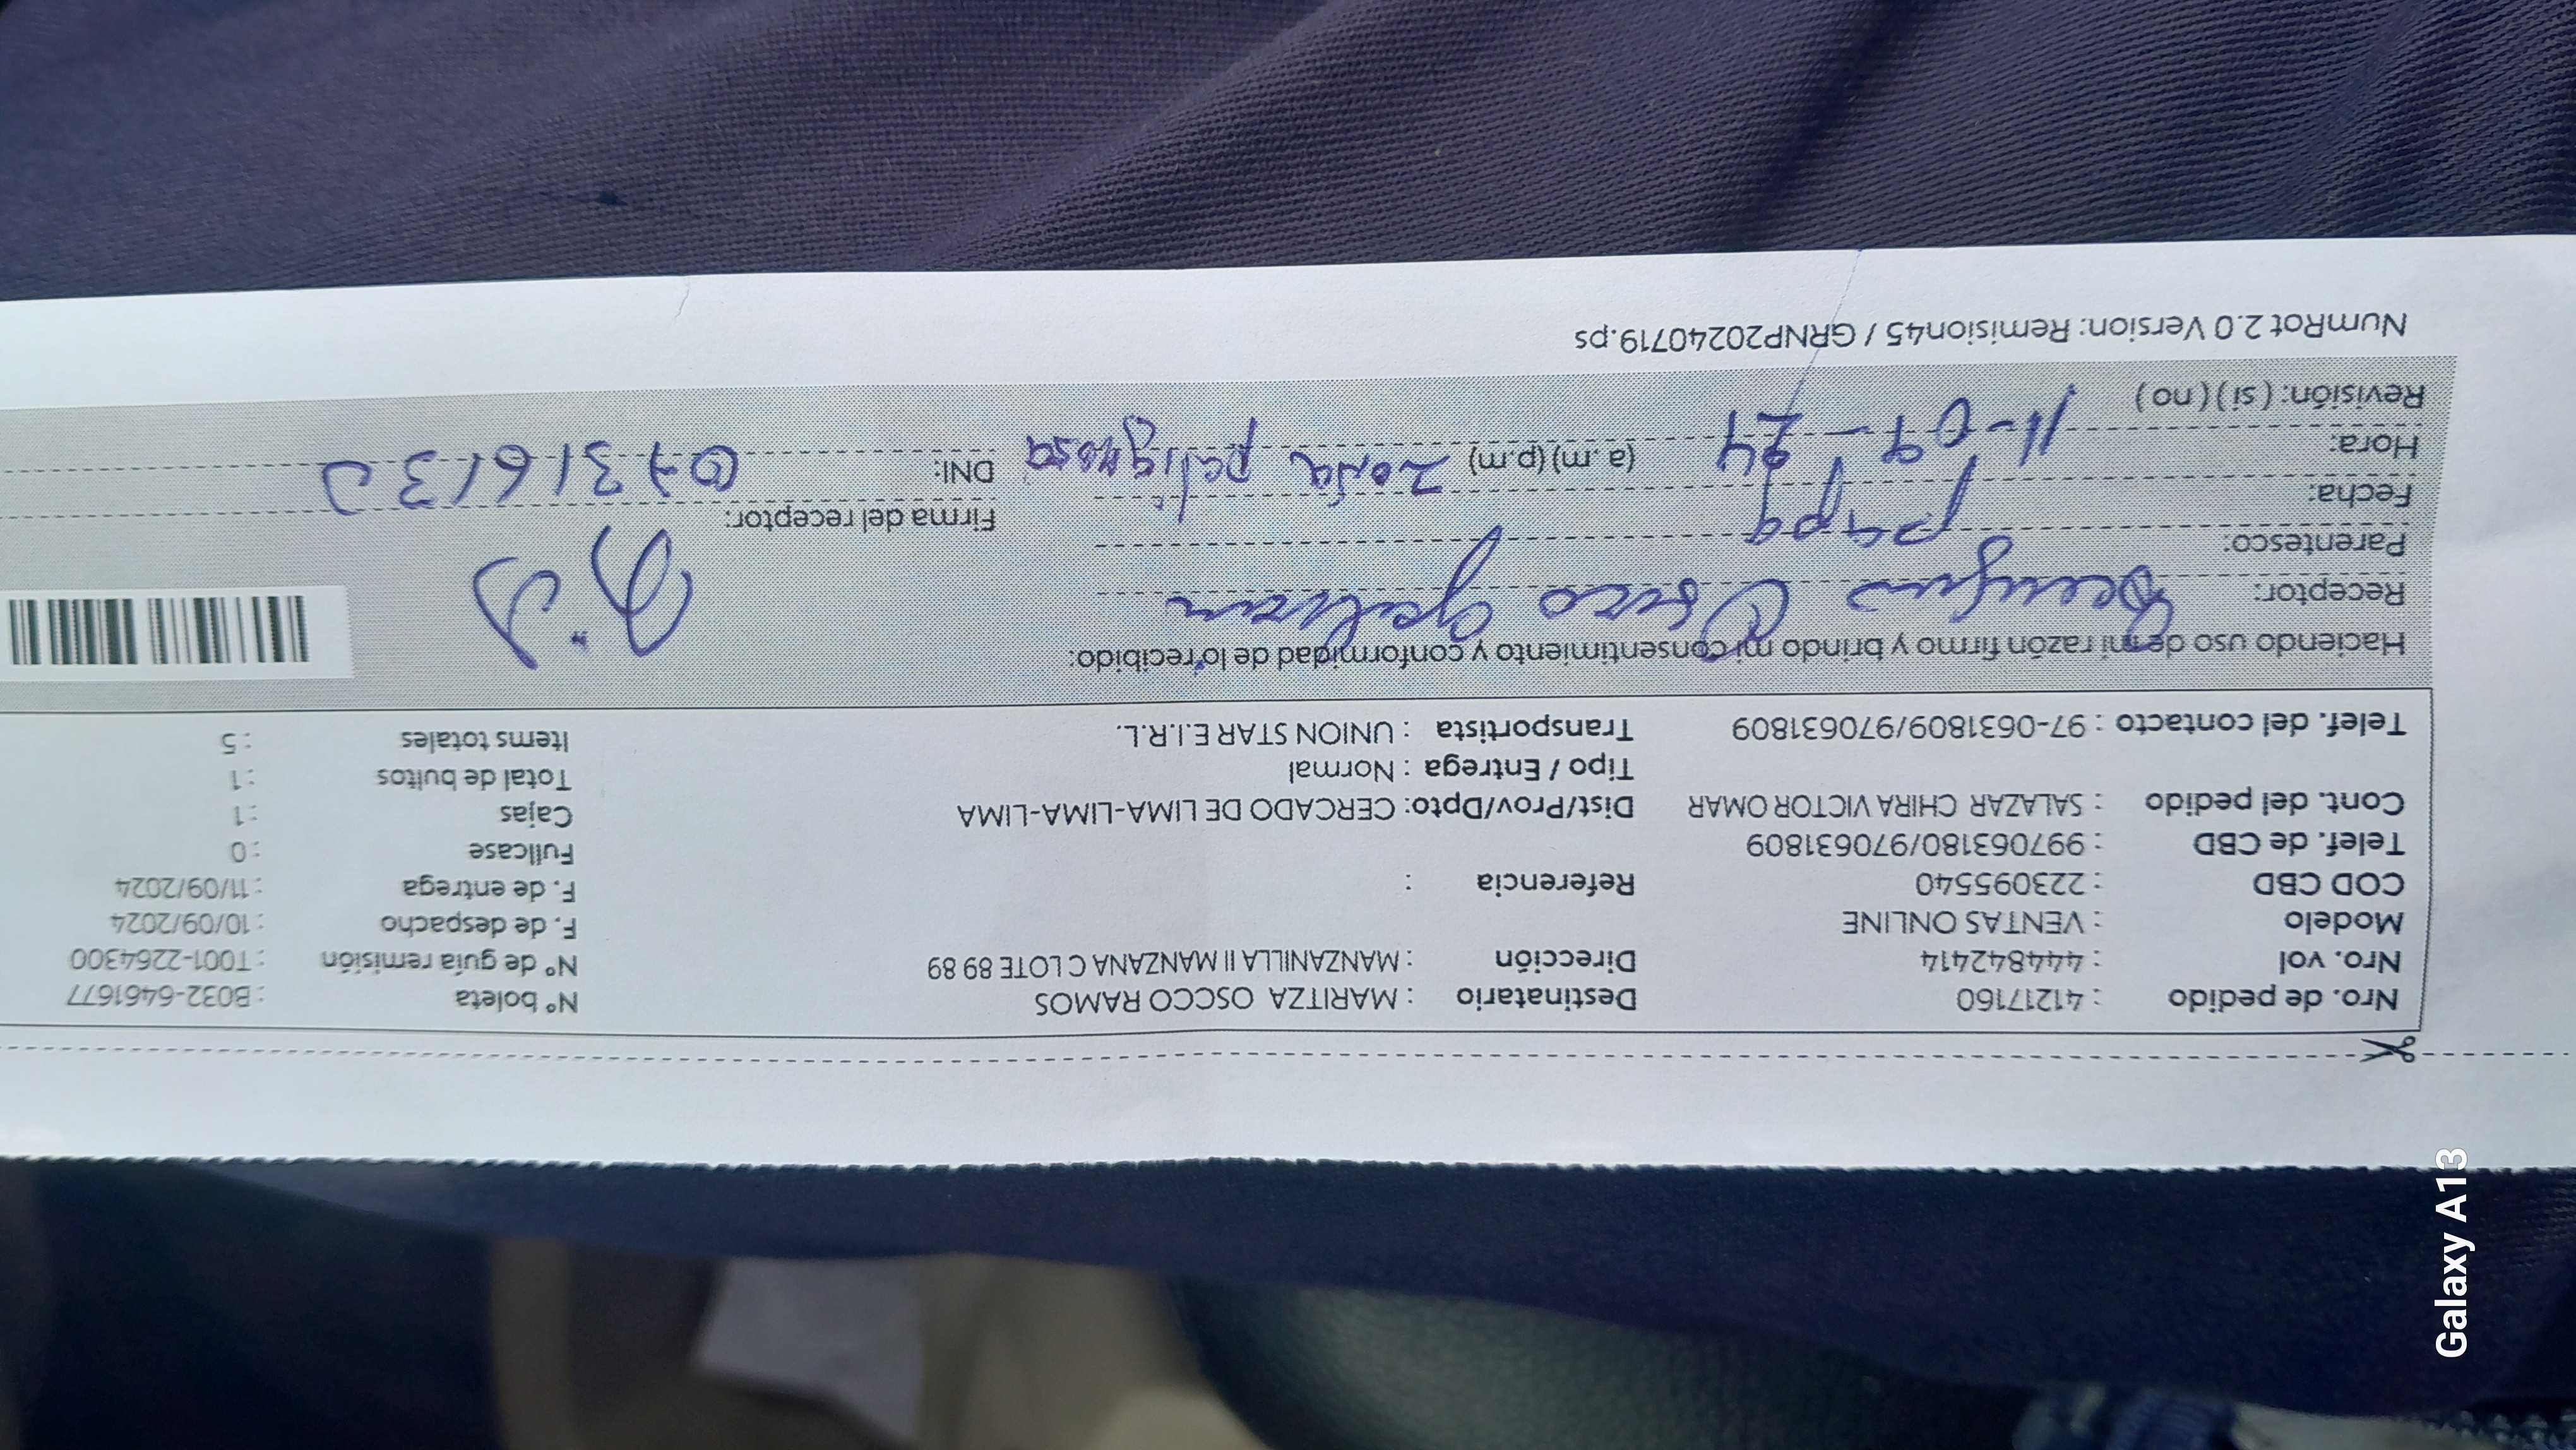 Nro. de pedido : 41217160
Nro. vol : 444842414
Modelo : VENTAS ONLINE
COD CBD : 223095540
Telef. de CBD : 997063180/970631809
Cont. del pedido : SALAZAR CHIRA VICTOR OMAR
Telef. del contacto : 97-0631809/970631809
Destinatario : MARITZA OSCCO RAMOS
Dirección : MANZANILLA II MANZANA C LOTE 89 89
Referencia :
Dist/Prov/Dpto: CERCADO DE LIMA-LIMA-LIMA
Tipo / Entrega : Normal
Transportista : UNION STAR E.I.R.L.
N° boleta : B032-6461677
N° de guía remisión : T001-2264300
F. de despacho : 10/09/2024
F. de entrega : 11/09/2024
Fullcase : 0
Cajas : 1
Total de bultos : 1
Items totales : 5
Haciendo uso de mi razón firmo y brindo mi consentimiento y conformidad de lo recibido:
Receptor: Oscco
Parentesco: papa
Fecha: 11-09-24
Hora: (a.m) (p.m) zona peligrosa
Revisión: (si) (no)
Firma del receptor:
DNI:
NumRot 2.0 Version: Remision45 / GRNP20240719.ps
Galaxy A13